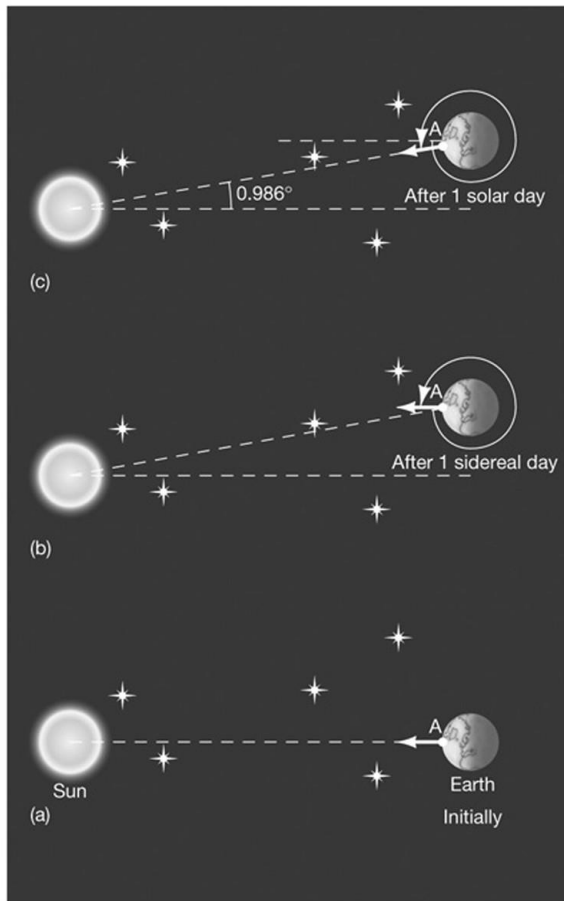 A
0.986°
After 1 solar day
(c)
A
After 1 sidereal day
(b)
A
Sun
Earth
(a)
Initially